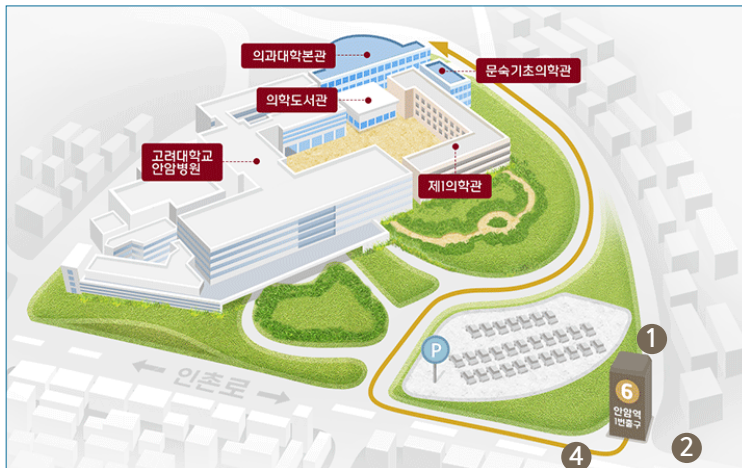 의과대학본관
문숙기초의학관
의학도서관
고려대학교
안암병원
제1의학관
P
인촌로
1
6
안암역
1번출구
2
4